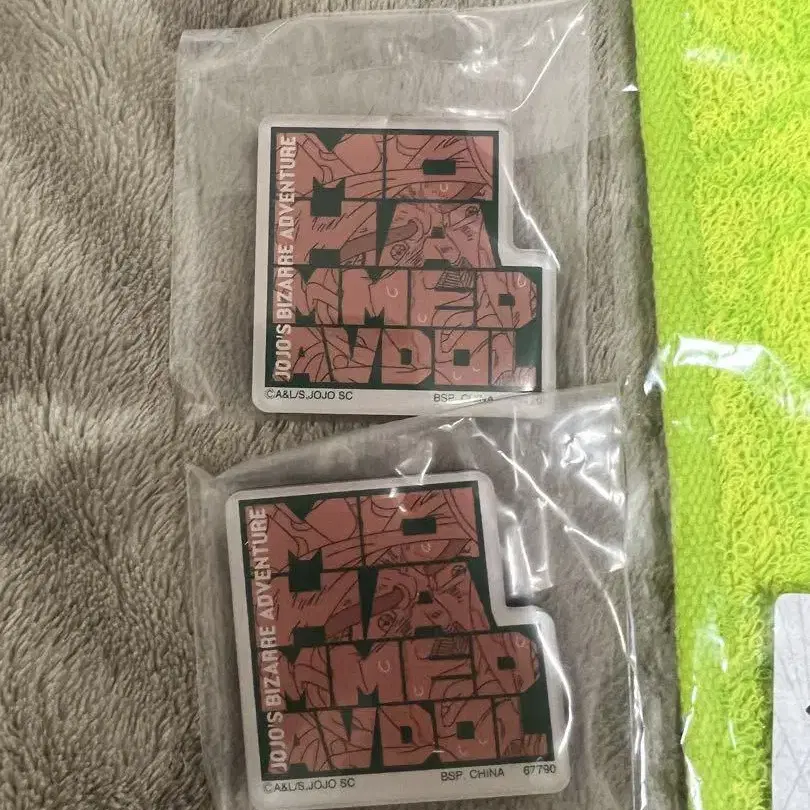 JOJO'S BIZARRE ADVENTURE
MO
HA
MMED
AVDOL
©A&L/S,JOJO SC
BSP, CHINA
JOJO'S BIZARRE ADVENTURE
MO
HA
MMED
AVDOL
©A&L/S,JOJO SC
BSP, CHINA 67790